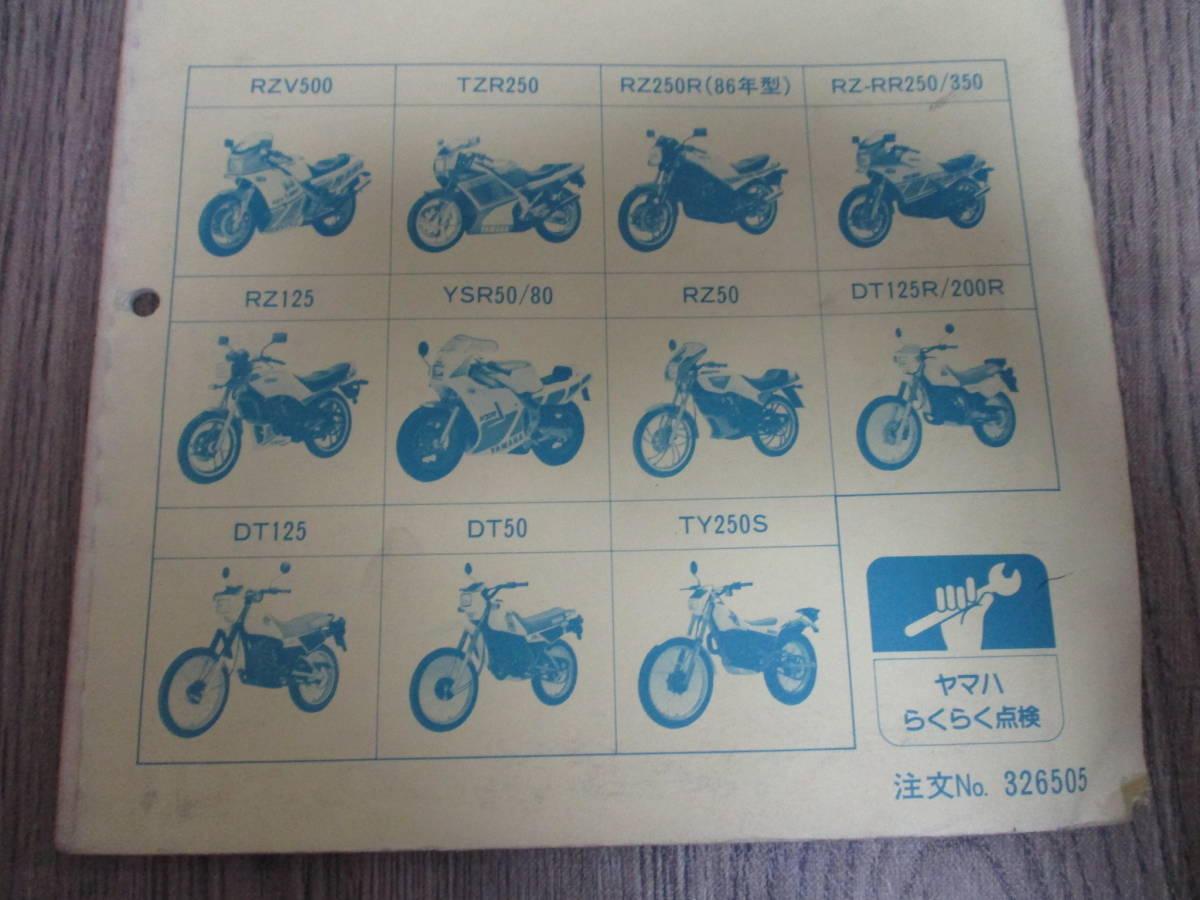 RZV500 TZR250 RZ250R(86年型) RZ-RR250/350
RZ125 YSR50/80 RZ50 DT125R/200R
YAMAHA
DT125 DT50 TY250S
ヤマハ
らくらく点検
注文No. 326505